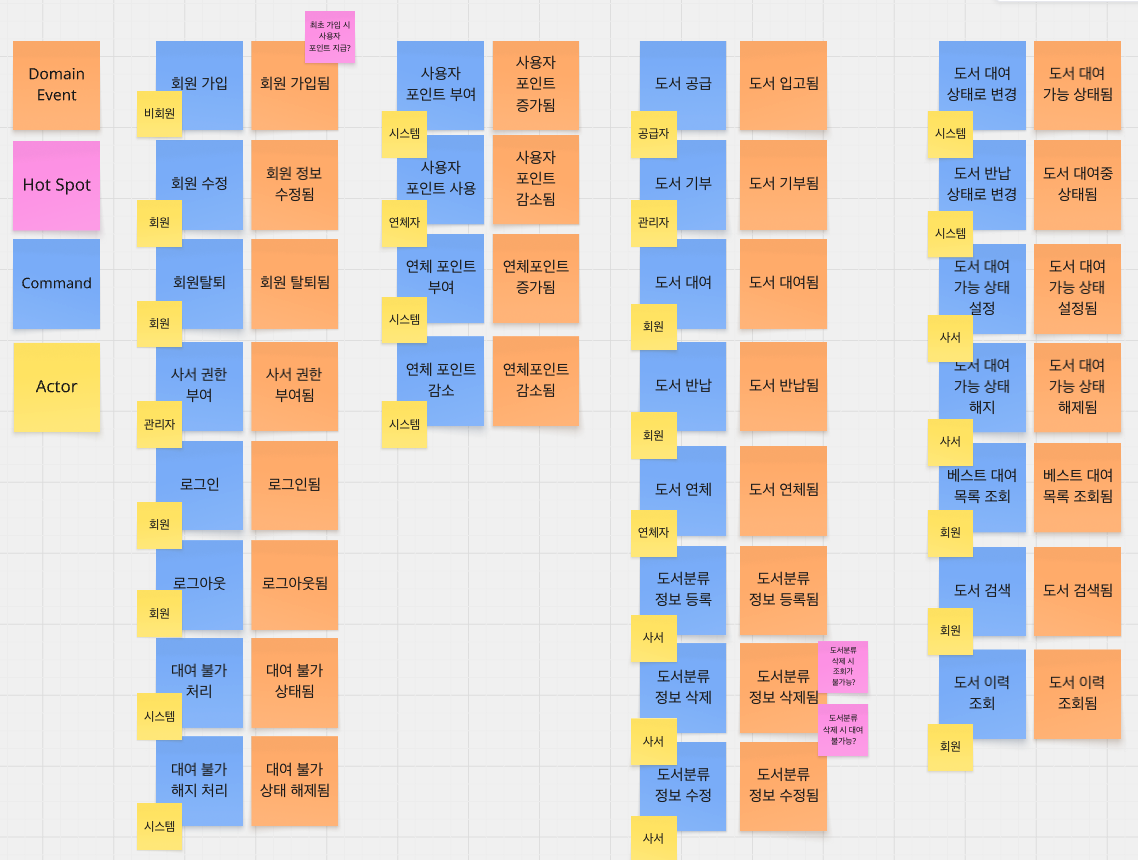 Domain
Event
Hot Spot
Command
Actor
최초 가입 시
사용자
포인트 지급?
회원 가입
회원 가입됨
비회원
회원 수정
회원 정보
수정됨
회원
회원탈퇴
회원 탈퇴됨
회원
사서 권한
부여
사서 권한
부여됨
관리자
로그인
로그인됨
회원
로그아웃
로그아웃됨
회원
대여 불가
처리
대여 불가
상태됨
시스템
대여 불가
해지 처리
대여 불가
상태 해제됨
시스템
사용자
포인트 부여
사용자
포인트
증가됨
시스템
사용자
포인트 사용
사용자
포인트
감소됨
연체자
연체 포인트
부여
연체포인트
증가됨
시스템
연체 포인트
감소
연체포인트
감소됨
시스템
도서 공급
도서 입고됨
공급자
도서 기부
도서 기부됨
관리자
도서 대여
도서 대여됨
회원
도서 반납
도서 반납됨
회원
도서 연체
도서 연체됨
연체자
도서분류
정보 등록
도서분류
정보 등록됨
사서
도서분류
정보 삭제
도서분류
정보 삭제됨
도서분류
삭제 시
조회가
불가능?
도서분류
삭제 시 대여
불가능?
사서
도서분류
정보 수정
도서분류
정보 수정됨
사서
도서 대여
상태로 변경
도서 대여
가능 상태됨
시스템
도서 반납
상태로 변경
도서 대여중
상태됨
시스템
도서 대여
가능 상태
설정
도서 대여
가능 상태
설정됨
사서
도서 대여
가능 상태
해지
도서 대여
가능 상태
해제됨
사서
베스트 대여
목록 조회
베스트 대여
목록 조회됨
회원
도서 검색
도서 검색됨
회원
도서 이력
조회
도서 이력
조회됨
회원